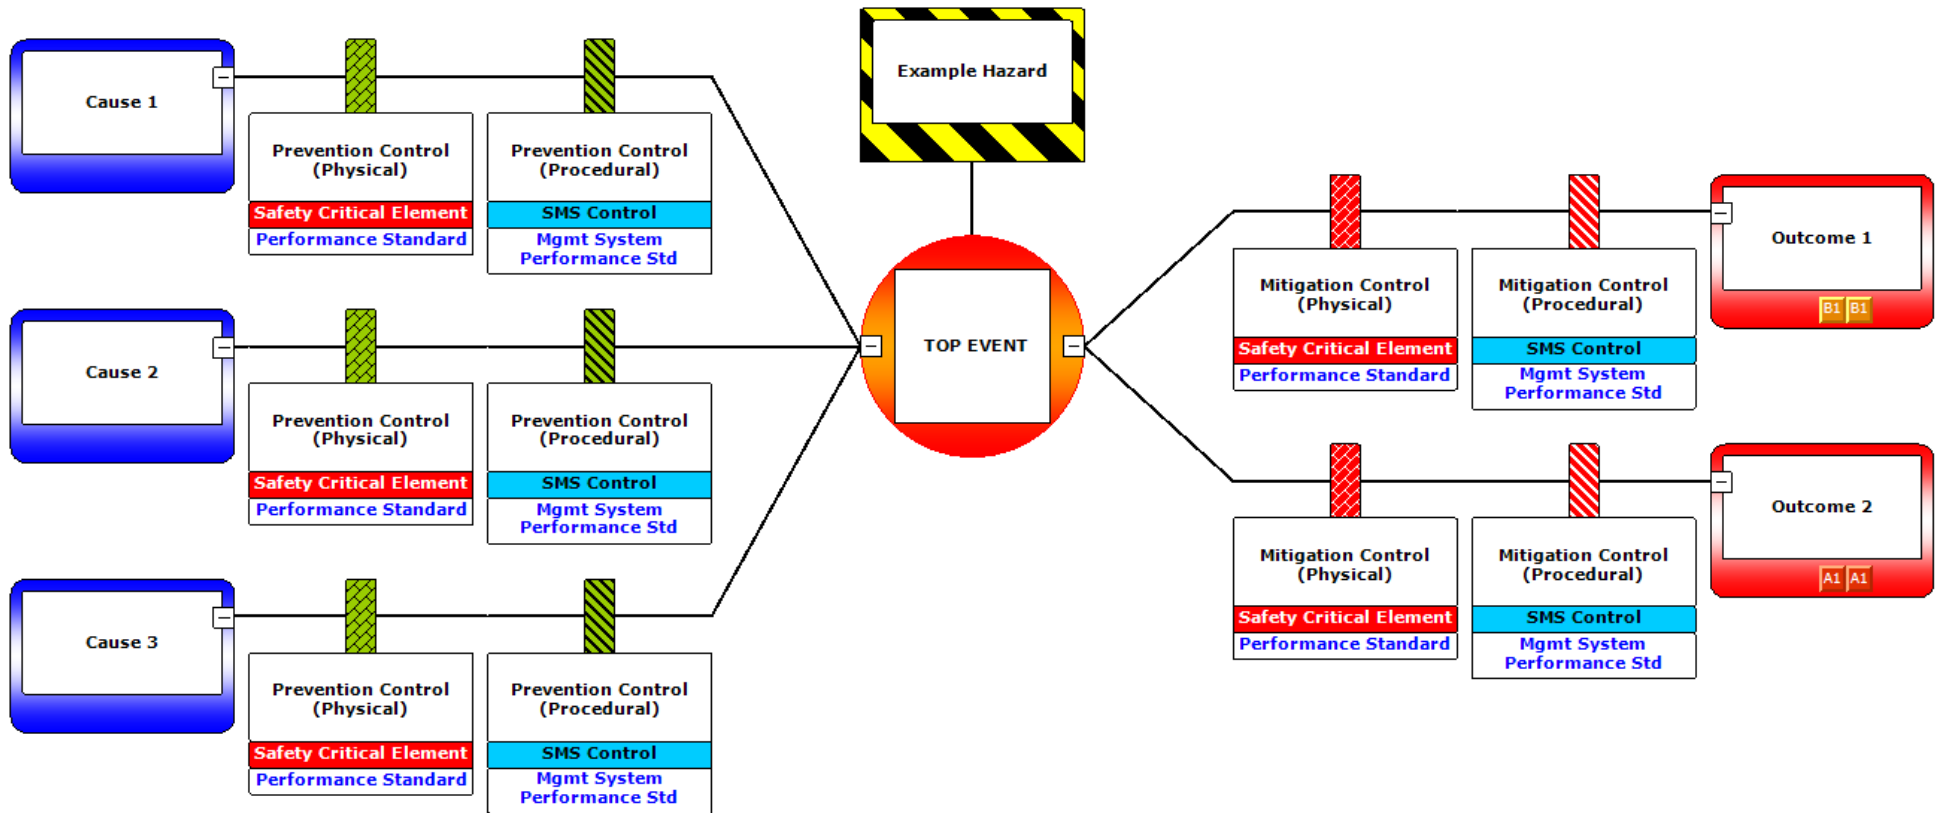 Example Hazard
Cause 1
Prevention Control
(Physical)
Safety Critical Element
Performance Standard
Prevention Control
(Procedural)
SMS Control
Mgmt System
Performance Std
Cause 2
Prevention Control
(Physical)
Safety Critical Element
Performance Standard
Prevention Control
(Procedural)
SMS Control
Mgmt System
Performance Std
Cause 3
Prevention Control
(Physical)
Safety Critical Element
Performance Standard
Prevention Control
(Procedural)
SMS Control
Mgmt System
Performance Std
TOP EVENT
Mitigation Control
(Physical)
Safety Critical Element
Performance Standard
Mitigation Control
(Procedural)
SMS Control
Mgmt System
Performance Std
Outcome 1
B1 B1
Mitigation Control
(Physical)
Safety Critical Element
Performance Standard
Mitigation Control
(Procedural)
SMS Control
Mgmt System
Performance Std
Outcome 2
A1 A1